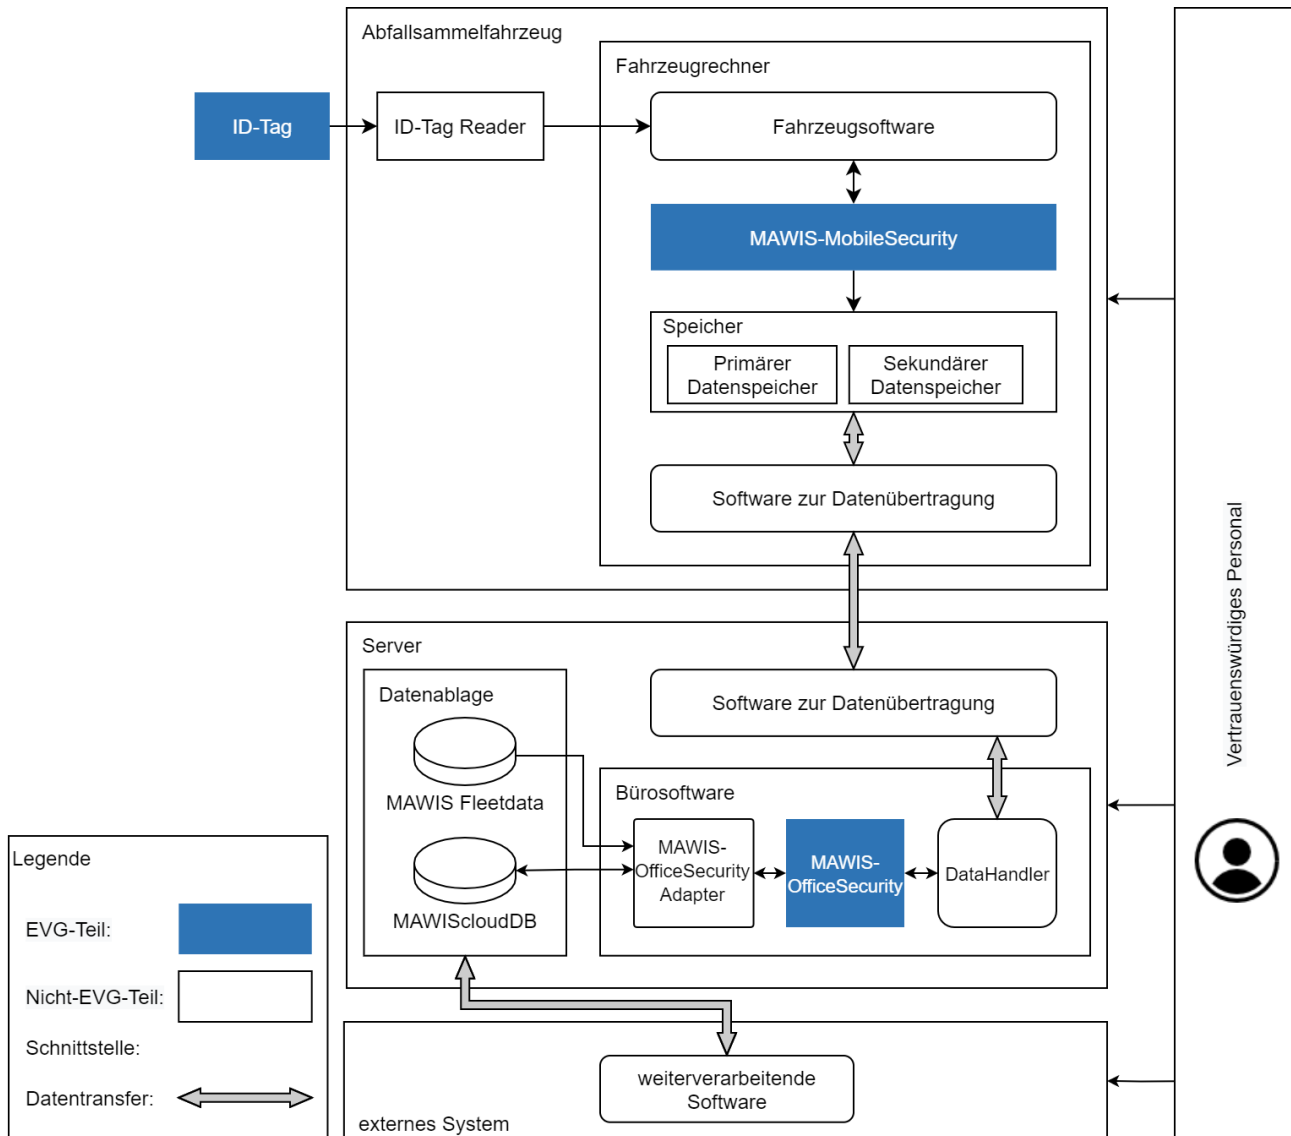 Abfallsammelfahrzeug
Fahrzeugrechner
ID-Tag
ID-Tag Reader
Fahrzeugsoftware
MAWIS-MobileSecurity
Speicher
Primärer
Datenspeicher
Sekundärer
Datenspeicher
Software zur Datenübertragung
Vertrauenswürdiges Personal
Server
Datenablage
Software zur Datenübertragung
MAWIS Fleetdata
Bürosoftware
MAWIS-
OfficeSecurity
Adapter
MAWIS-
OfficeSecurity
DataHandler
MAWIScloudDB
Legende
EVG-Teil:
Nicht-EVG-Teil:
Schnittstelle:
Datentransfer:
weiterverarbeitende
Software
externes System